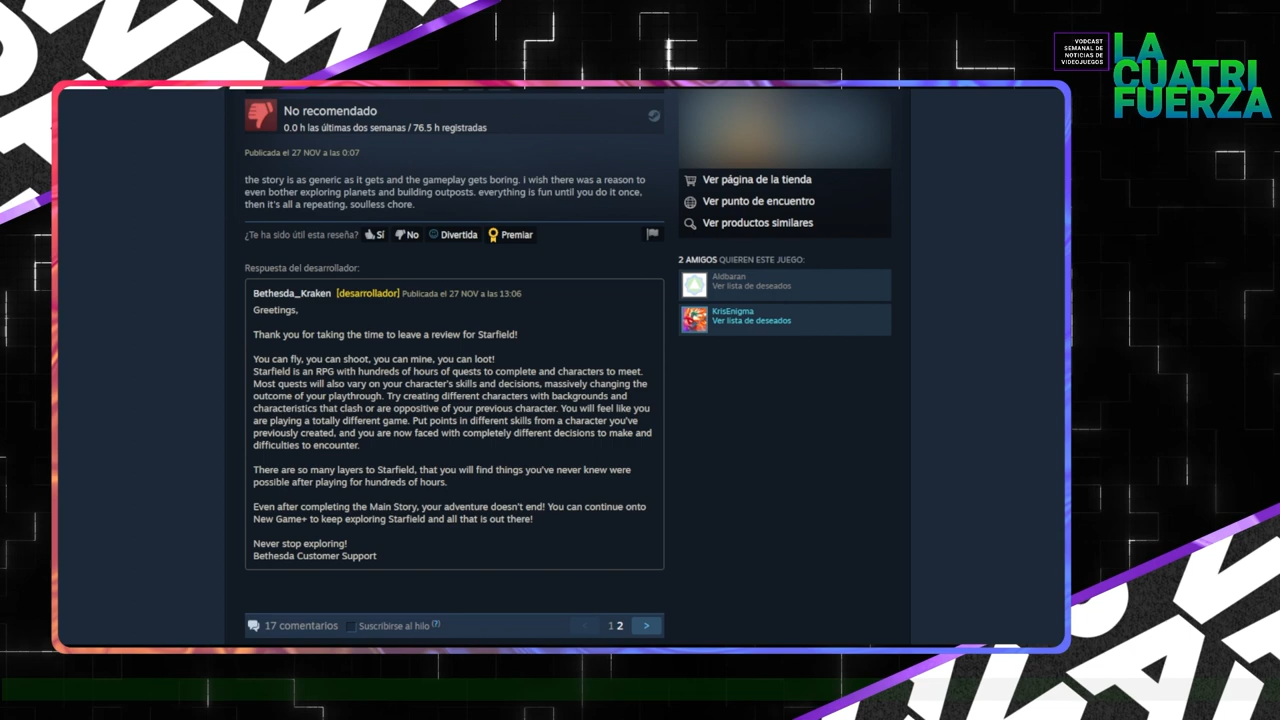 VODCAST
SEMANAL DE
NOTICIAS DE
VIDEOJUEGOS
LA
CUATRI
FUERZA
No recomendado
0.0 h las últimas dos semanas / 76.5 h registradas
Publicada el 27 NOV a las 0:07
the story is as generic as it gets and the gameplay gets boring. i wish there was a reason to
even bother exploring planets and building outposts. everything is fun until you do it once,
then it's all a repeating, soulless chore.
¿Te ha sido útil esta reseña? Sí No Divertida Premiar
Respuesta del desarrollador:
Bethesda_Kraken [desarrollador] Publicada el 27 NOV a las 13:06
Greetings,
Thank you for taking the time to leave a review for Starfield!
You can fly, you can shoot, you can mine, you can loot!
Starfield is an RPG with hundreds of hours of quests to complete and characters to meet.
Most quests will also vary on your character's skills and decisions, massively changing the
outcome of your playthrough. Try creating different characters with backgrounds and
characteristics that clash or are oppositive of your previous character. You will feel like you
are playing a totally different game. Put points in different skills from a character you've
previously created, and you are now faced with completely different decisions to make and
difficulties to encounter.
There are so many layers to Starfield, that you will find things you've never knew were
possible after playing for hundreds of hours.
Even after completing the Main Story, your adventure doesn't end! You can continue onto
New Game+ to keep exploring Starfield and all that is out there!
Never stop exploring!
Bethesda Customer Support
17 comentarios Suscribirse al hilo (?) < 1 2 >
Ver página de la tienda
Ver punto de encuentro
Ver productos similares
2 AMIGOS QUIEREN ESTE JUEGO:
Aldbaran
Ver lista de deseados
KrisEnigma
Ver lista de deseados